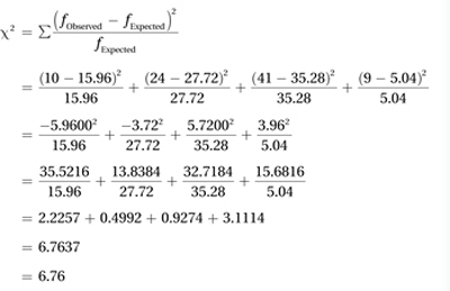 χ² = Σ (f_Observed − f_Expected)² / f_Expected
= (10 − 15.96)² / 15.96 + (24 − 27.72)² / 27.72 + (41 − 35.28)² / 35.28 + (9 − 5.04)² / 5.04
= −5.9600² / 15.96 + −3.72² / 27.72 + 5.7200² / 35.28 + 3.96² / 5.04
= 35.5216 / 15.96 + 13.8384 / 27.72 + 32.7184 / 35.28 + 15.6816 / 5.04
= 2.2257 + 0.4992 + 0.9274 + 3.1114
= 6.7637
= 6.76